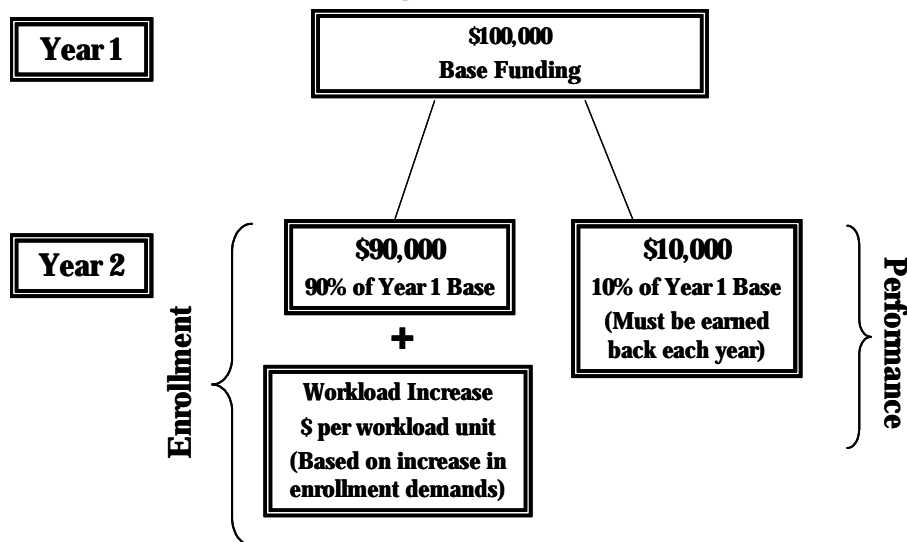 Year 1
$100,000
Base Funding
Year 2
Enrollment
$90,000
90% of Year 1 Base
+
Workload Increase
$ per workload unit
(Based on increase in
enrollment demands)
$10,000
10% of Year 1 Base
(Must be earned
back each year)
Performance